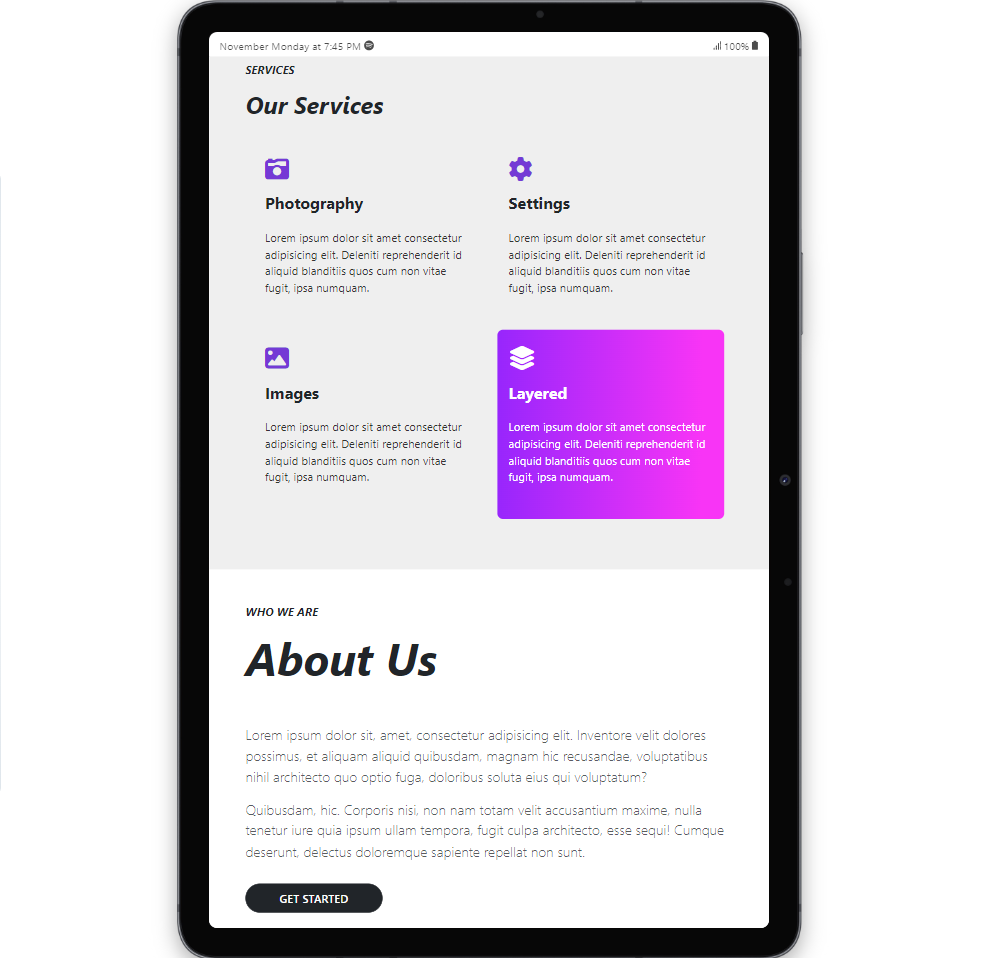 November Monday at 7:45 PM
100%
SERVICES
Our Services
Photography
Lorem ipsum dolor sit amet consectetur
adipisicing elit. Deleniti reprehenderit id
aliquid blanditiis quos cum non vitae
fugit, ipsa numquam.
Settings
Lorem ipsum dolor sit amet consectetur
adipisicing elit. Deleniti reprehenderit id
aliquid blanditiis quos cum non vitae
fugit, ipsa numquam.
Images
Lorem ipsum dolor sit amet consectetur
adipisicing elit. Deleniti reprehenderit id
aliquid blanditiis quos cum non vitae
fugit, ipsa numquam.
Layered
Lorem ipsum dolor sit amet consectetur
adipisicing elit. Deleniti reprehenderit id
aliquid blanditiis quos cum non vitae
fugit, ipsa numquam.
WHO WE ARE
About Us
Lorem ipsum dolor sit, amet, consectetur adipisicing elit. Inventore velit dolores
possimus, et aliquam aliquid quibusdam, magnam hic recusandae, voluptatibus
nihil architecto quo optio fuga, doloribus soluta eius qui voluptatum?
Quibusdam, hic. Corporis nisi, non nam totam velit accusantium maxime, nulla
tenetur iure quia ipsum ullam tempora, fugit culpa architecto, esse sequi! Cumque
deserunt, delectus doloremque sapiente repellat non sunt.
GET STARTED